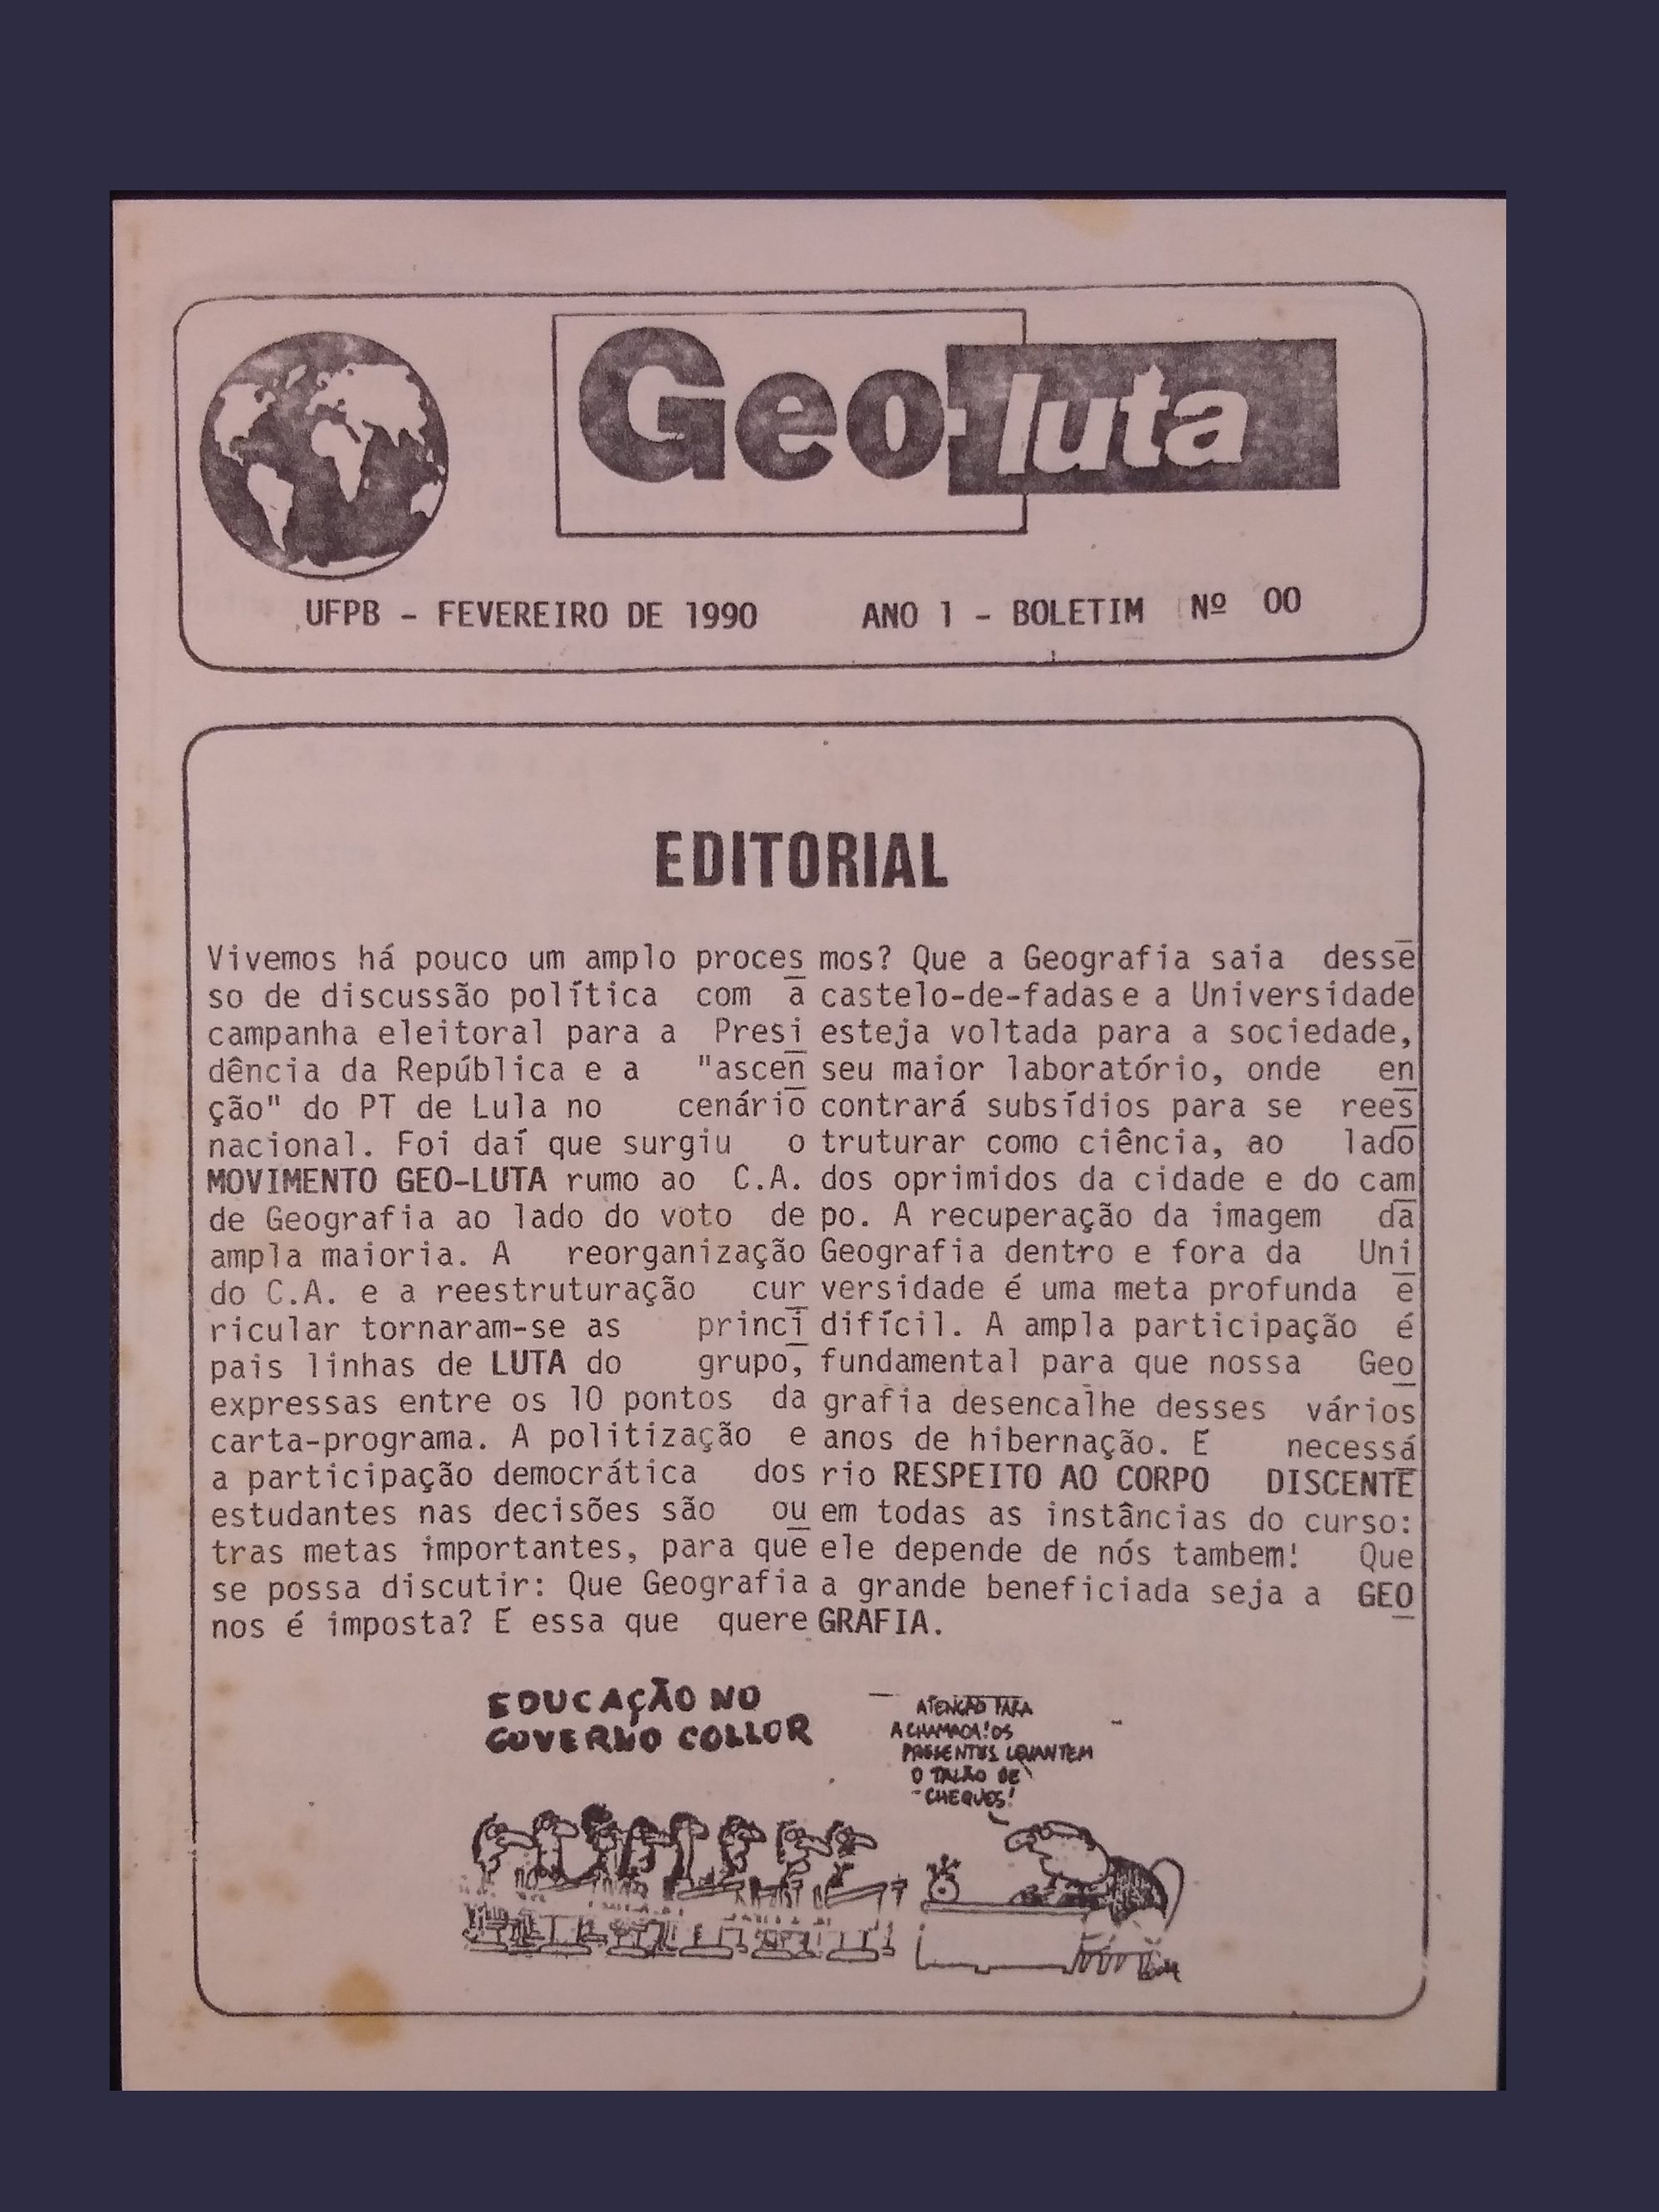 Geo-luta
UFPB - FEVEREIRO DE 1990 ANO 1 - BOLETIM Nº 00
EDITORIAL
Vivemos há pouco um amplo proces
so de discussão política com a
campanha eleitoral para a Presi
dência da República e a "ascen
ção" do PT de Lula no cenário
nacional. Foi daí que surgiu o
MOVIMENTO GEO-LUTA rumo ao C.A.
de Geografia ao lado do voto de
ampla maioria. A reorganização
do C.A. e a reestruturação cur
ricular tornaram-se as princi
pais linhas de LUTA do grupo,
expressas entre os 10 pontos da
carta-programa. A politização e
a participação democrática dos
estudantes nas decisões são ou
tras metas importantes, para que
se possa discutir: Que Geografia
nos é imposta? É essa que quere
mos? Que a Geografia saia desse
castelo-de-fadas e a Universidade
esteja voltada para a sociedade,
seu maior laboratório, onde en
contrará subsídios para se rees
truturar como ciência, ao lado
dos oprimidos da cidade e do cam
po. A recuperação da imagem da
Geografia dentro e fora da Uni
versidade é uma meta profunda e
difícil. A ampla participação é
fundamental para que nossa Geo
grafia desencalhe desses vários
anos de hibernação. É necessá
rio RESPEITO AO CORPO DISCENTE
em todas as instâncias do curso:
ele depende de nós tambem! Que
a grande beneficiada seja a GEO
GRAFIA.
EDUCAÇÃO NO
GOVERNO COLLOR
ATENÇÃO PARA
A CHAMADA! OS
PRESENTES LEVANTEM
O TALÃO DE
CHEQUES!